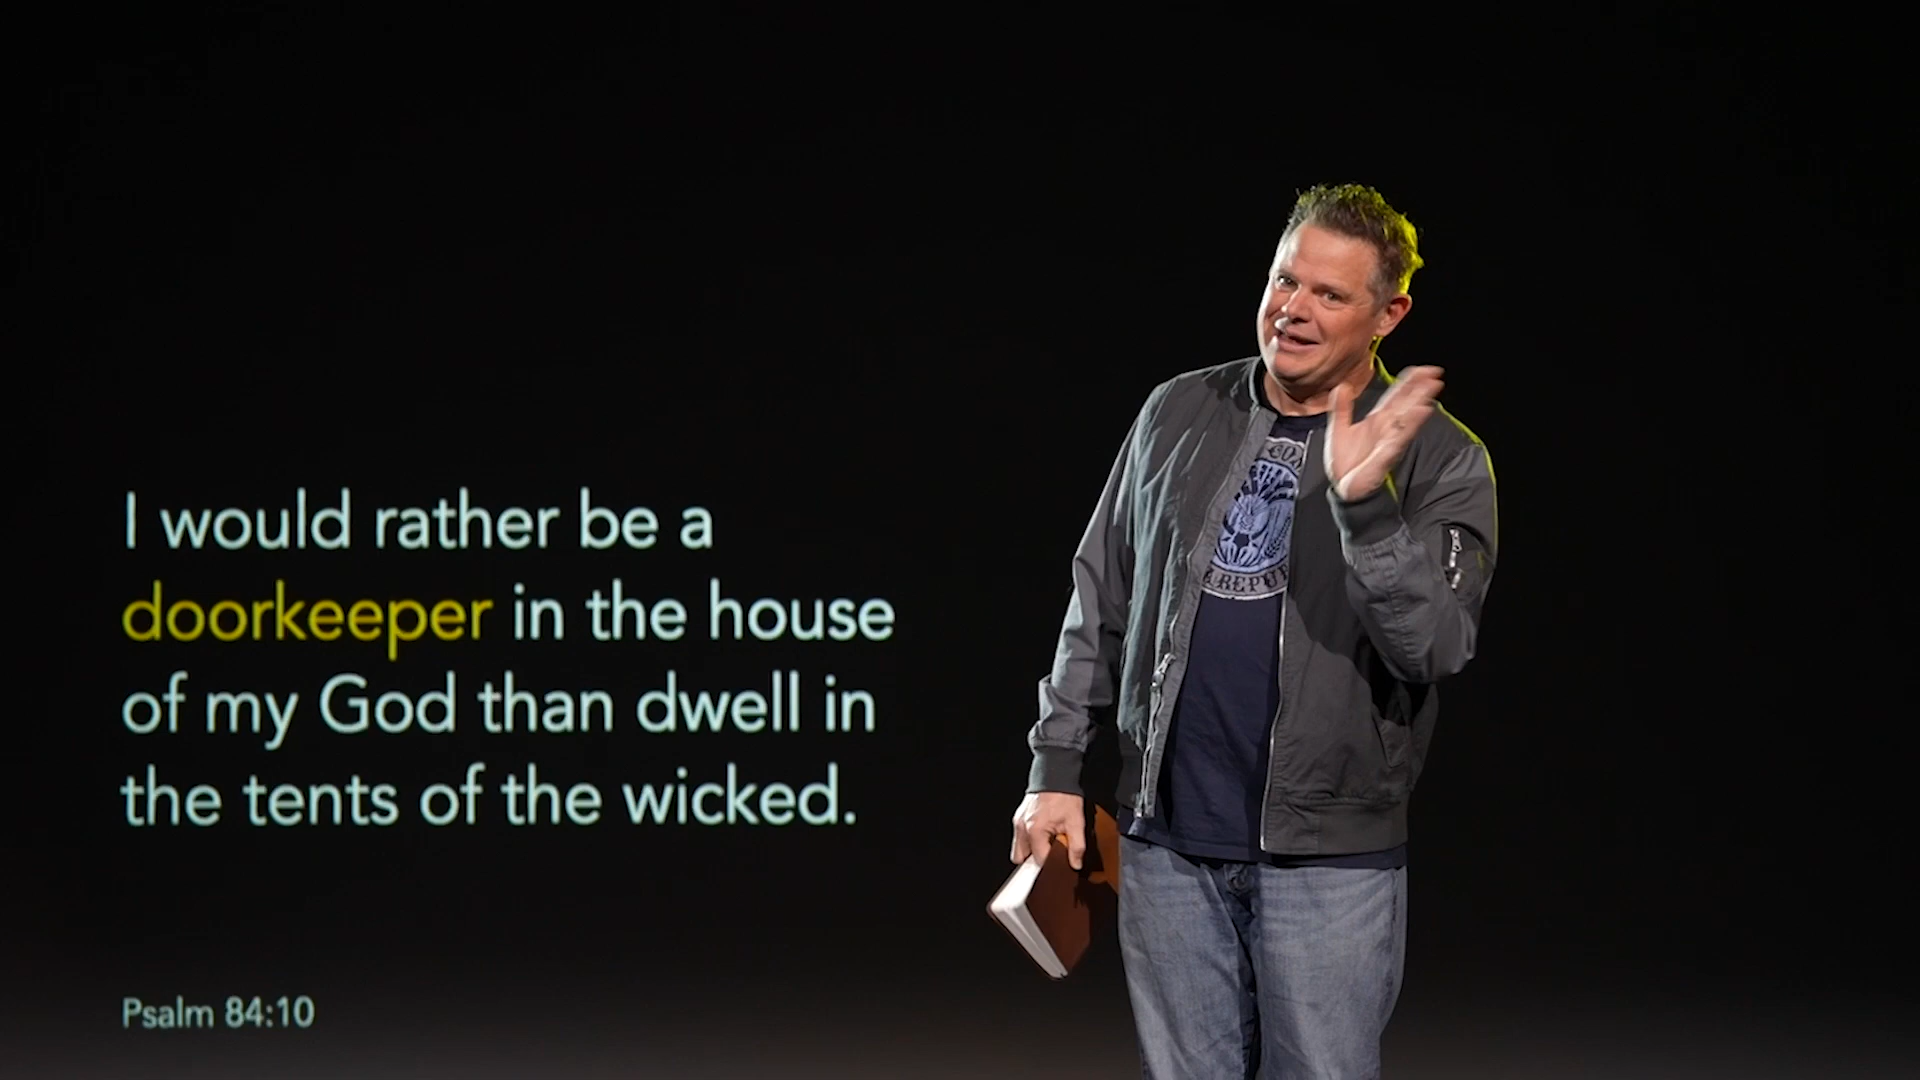 I would rather be a
doorkeeper in the house
of my God than dwell in
the tents of the wicked.
Psalm 84:10